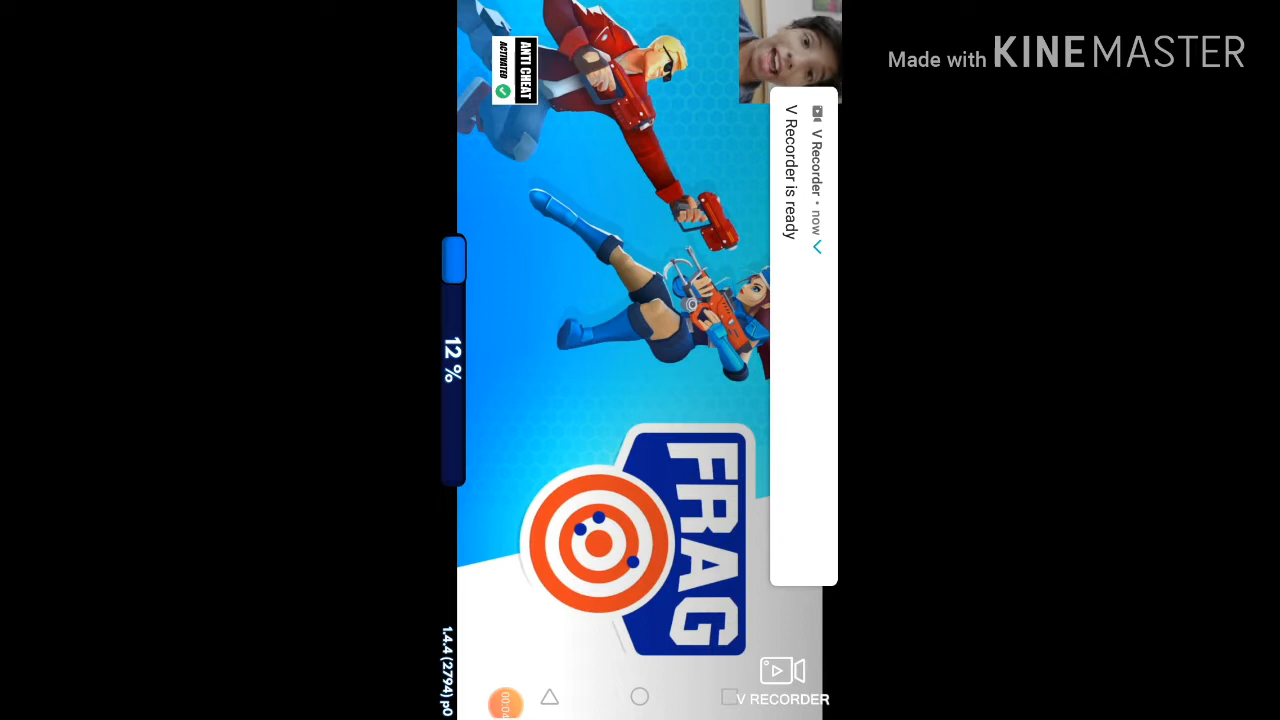 Made with KINEMASTER
V Recorder • now
V Recorder is ready
ANTI CHEAT
ACTIVATED
FRAG
12 %
1.4.4 (2794) p0
V RECORDER